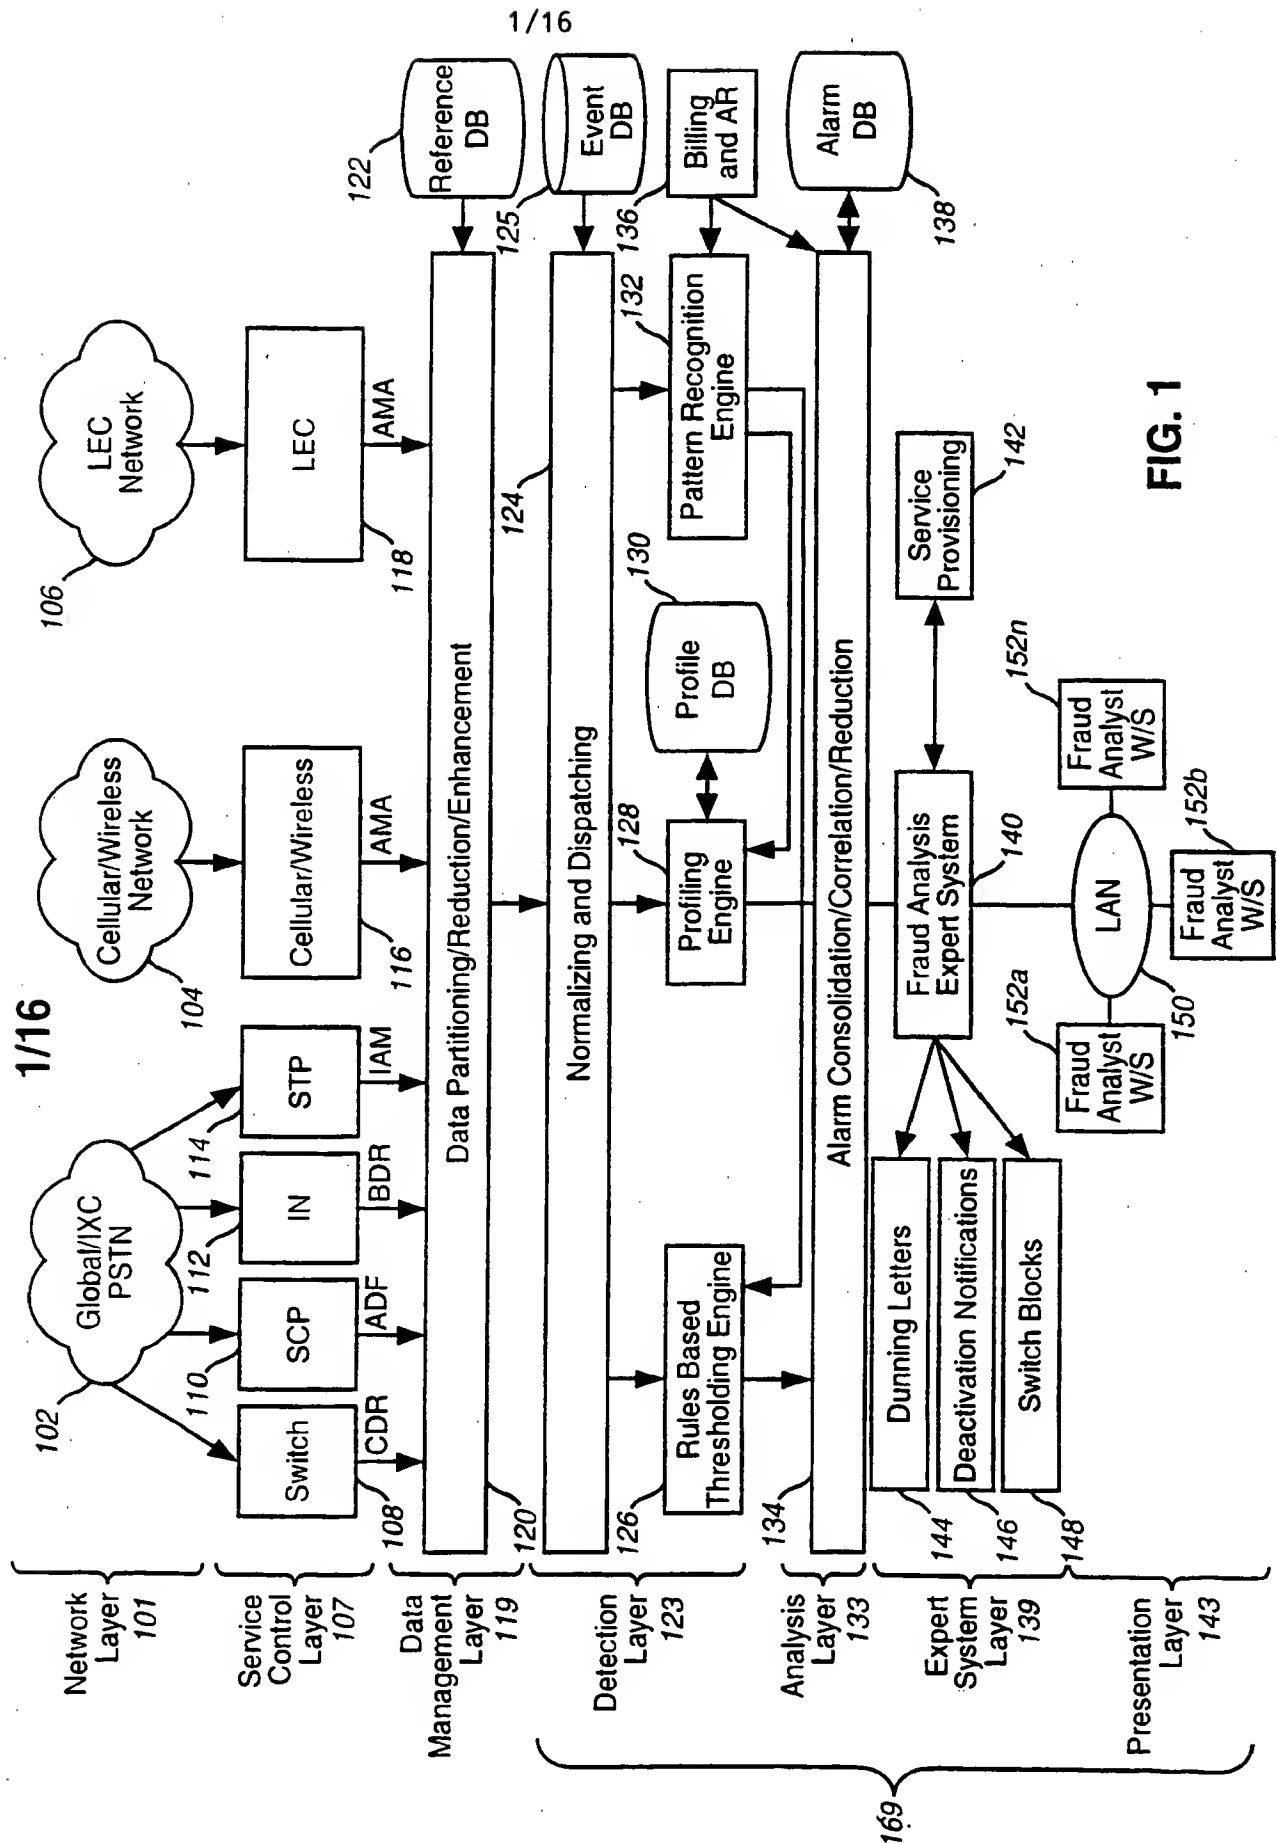 1/16
1/16
Network
Layer
101
Global/IXC
PSTN
102
Cellular/Wireless
Network
104
LEC
Network
106
Service
Control
Layer
107
Switch
108
SCP
110
IN
112
STP
114
Cellular/Wireless
116
LEC
118
CDR
ADF
BDR
IAM
AMA
AMA
Data
Management
Layer
119
Data Partitioning/Reduction/Enhancement
120
Reference
DB
122
Detection
Layer
123
Normalizing and Dispatching
124
Event
DB
125
Rules Based
Thresholding Engine
126
Profiling
Engine
128
Profile
DB
130
Pattern Recognition
Engine
132
Billing
and AR
136
Analysis
Layer
133
Alarm Consolidation/Correlation/Reduction
134
Alarm
DB
138
Expert
System
Layer
139
Dunning Letters
144
Deactivation Notifications
146
Switch Blocks
148
Fraud Analysis
Expert System
140
Service
Provisioning
142
Presentation
Layer
143
Fraud
Analyst
W/S
152a
LAN
150
Fraud
Analyst
W/S
152b
Fraud
Analyst
W/S
152n
169
FIG. 1